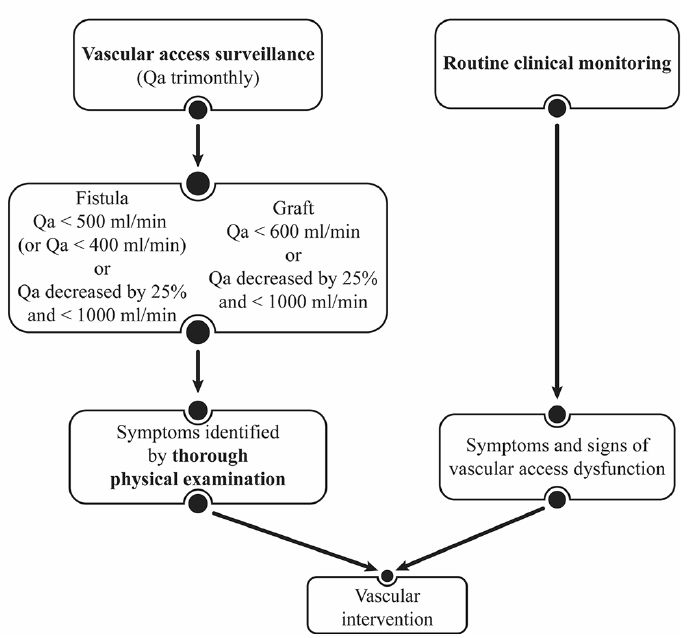 Vascular access surveillance
(Qa trimonthly)
Routine clinical monitoring
Fistula
Qa < 500 ml/min
(or Qa < 400 ml/min)
or
Qa decreased by 25%
and < 1000 ml/min
Graft
Qa < 600 ml/min
or
Qa decreased by 25%
and < 1000 ml/min
Symptoms identified
by thorough
physical examination
Symptoms and signs of
vascular access dysfunction
Vascular
intervention